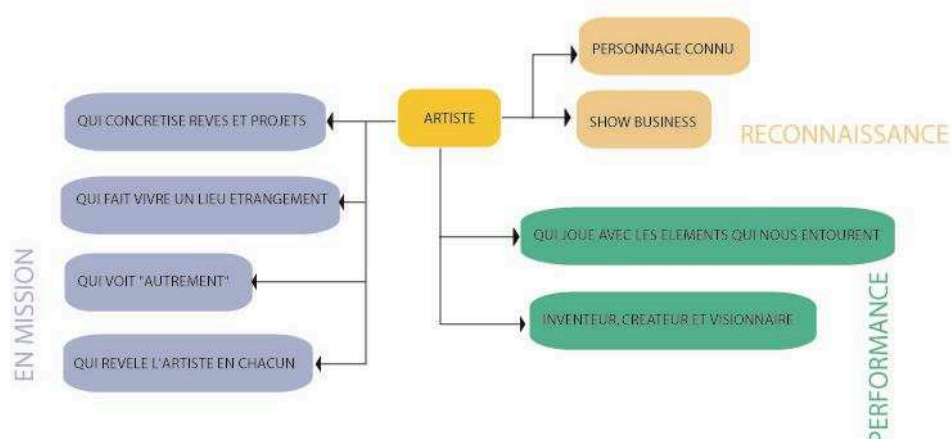 PERSONNAGE CONNU
ARTISTE
QUI CONCRETISE REVES ET PROJETS
SHOW BUSINESS
RECONNAISSANCE
QUI FAIT VIVRE UN LIEU ETRANGEMENT
QUI JOUE AVEC LES ELEMENTS QUI NOUS ENTOURENT
QUI VOIT "AUTREMENT"
EN MISSION
INVENTEUR, CREATEUR ET VISIONNAIRE
PERFORMANCE
QUI REVELE L'ARTISTE EN CHACUN